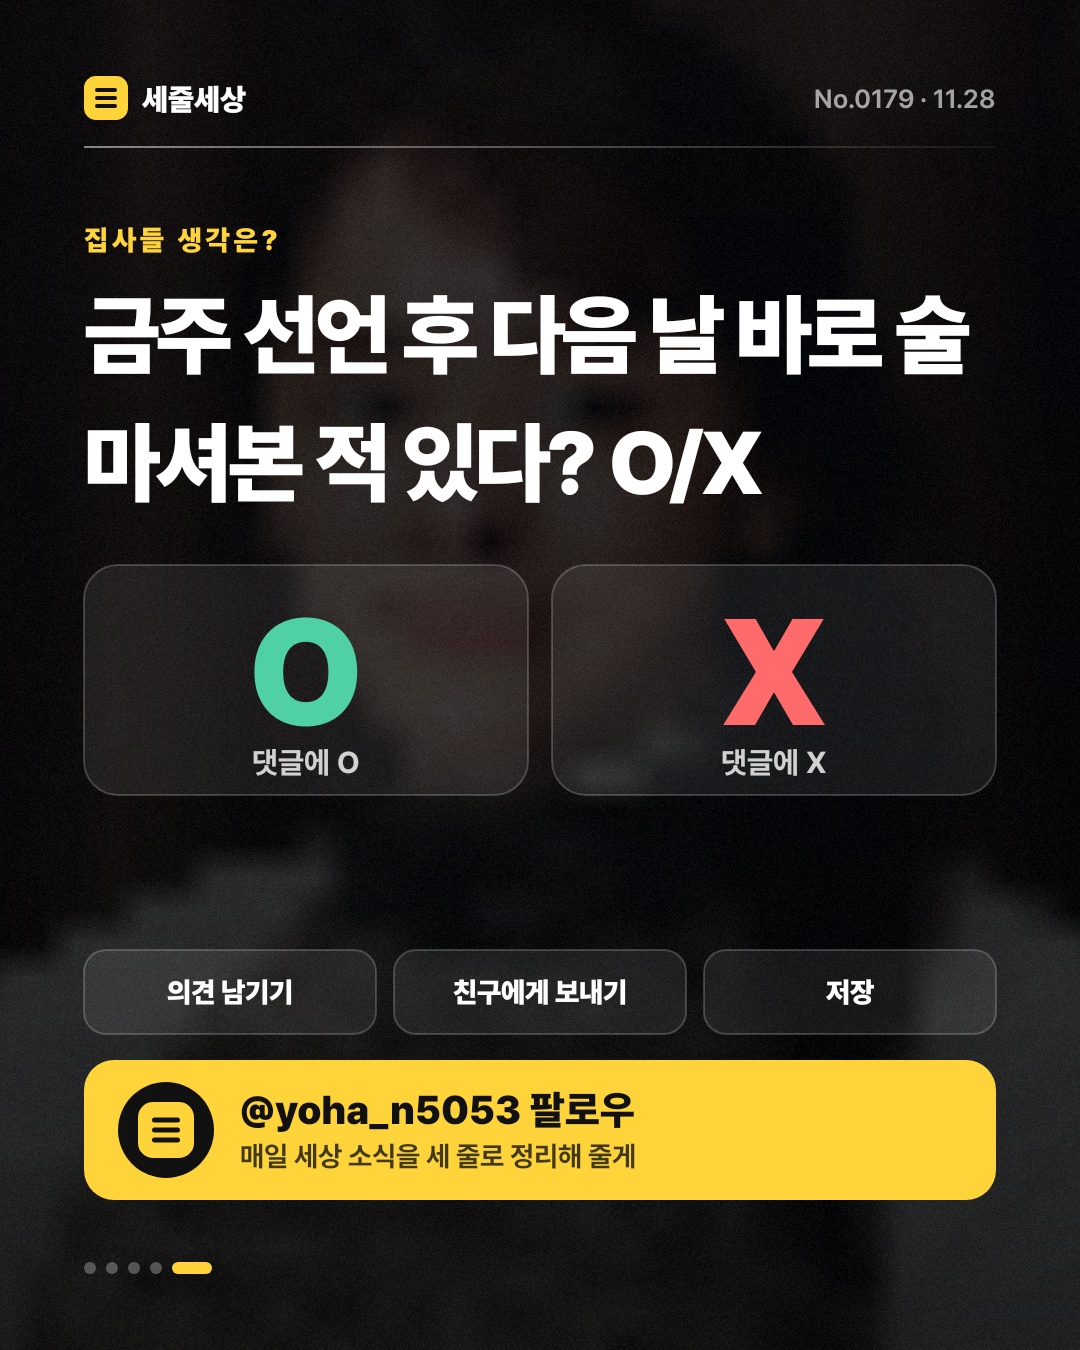 세줄세상
No.0179 · 11.28
집사들 생각은?
금주 선언 후 다음 날 바로 술
마셔본 적 있다? O/X
O
댓글에 O
X
댓글에 X
의견 남기기
친구에게 보내기
저장
@yoha_n5053 팔로우
매일 세상 소식을 세 줄로 정리해 줄게